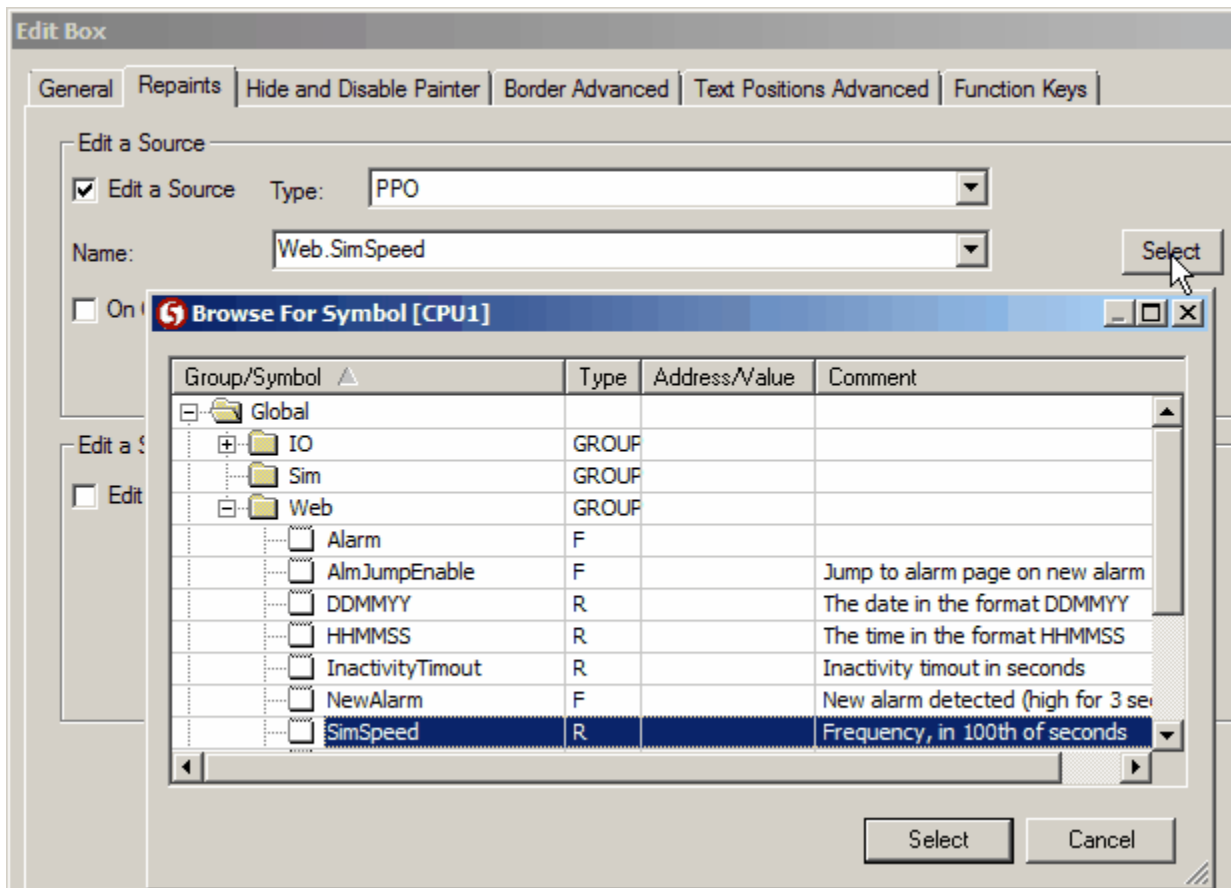 Edit Box
General Repaints Hide and Disable Painter Border Advanced Text Positions Advanced Function Keys
Edit a Source
Edit a Source Type: PPO
Name: Web.SimSpeed Select
On
Browse For Symbol [CPU1]
Group/Symbol Type Address/Value Comment
Global
Edit a
IO GROUP
Sim GROUP
Edit
Web GROUP
Alarm F
AlmJumpEnable F Jump to alarm page on new alarm
DDMMYY R The date in the format DDMMYY
HHMMSS R The time in the format HHMMSS
InactivityTimout R Inactivity timout in seconds
NewAlarm F New alarm detected (high for 3 se
SimSpeed R Frequency, in 100th of seconds
Select Cancel